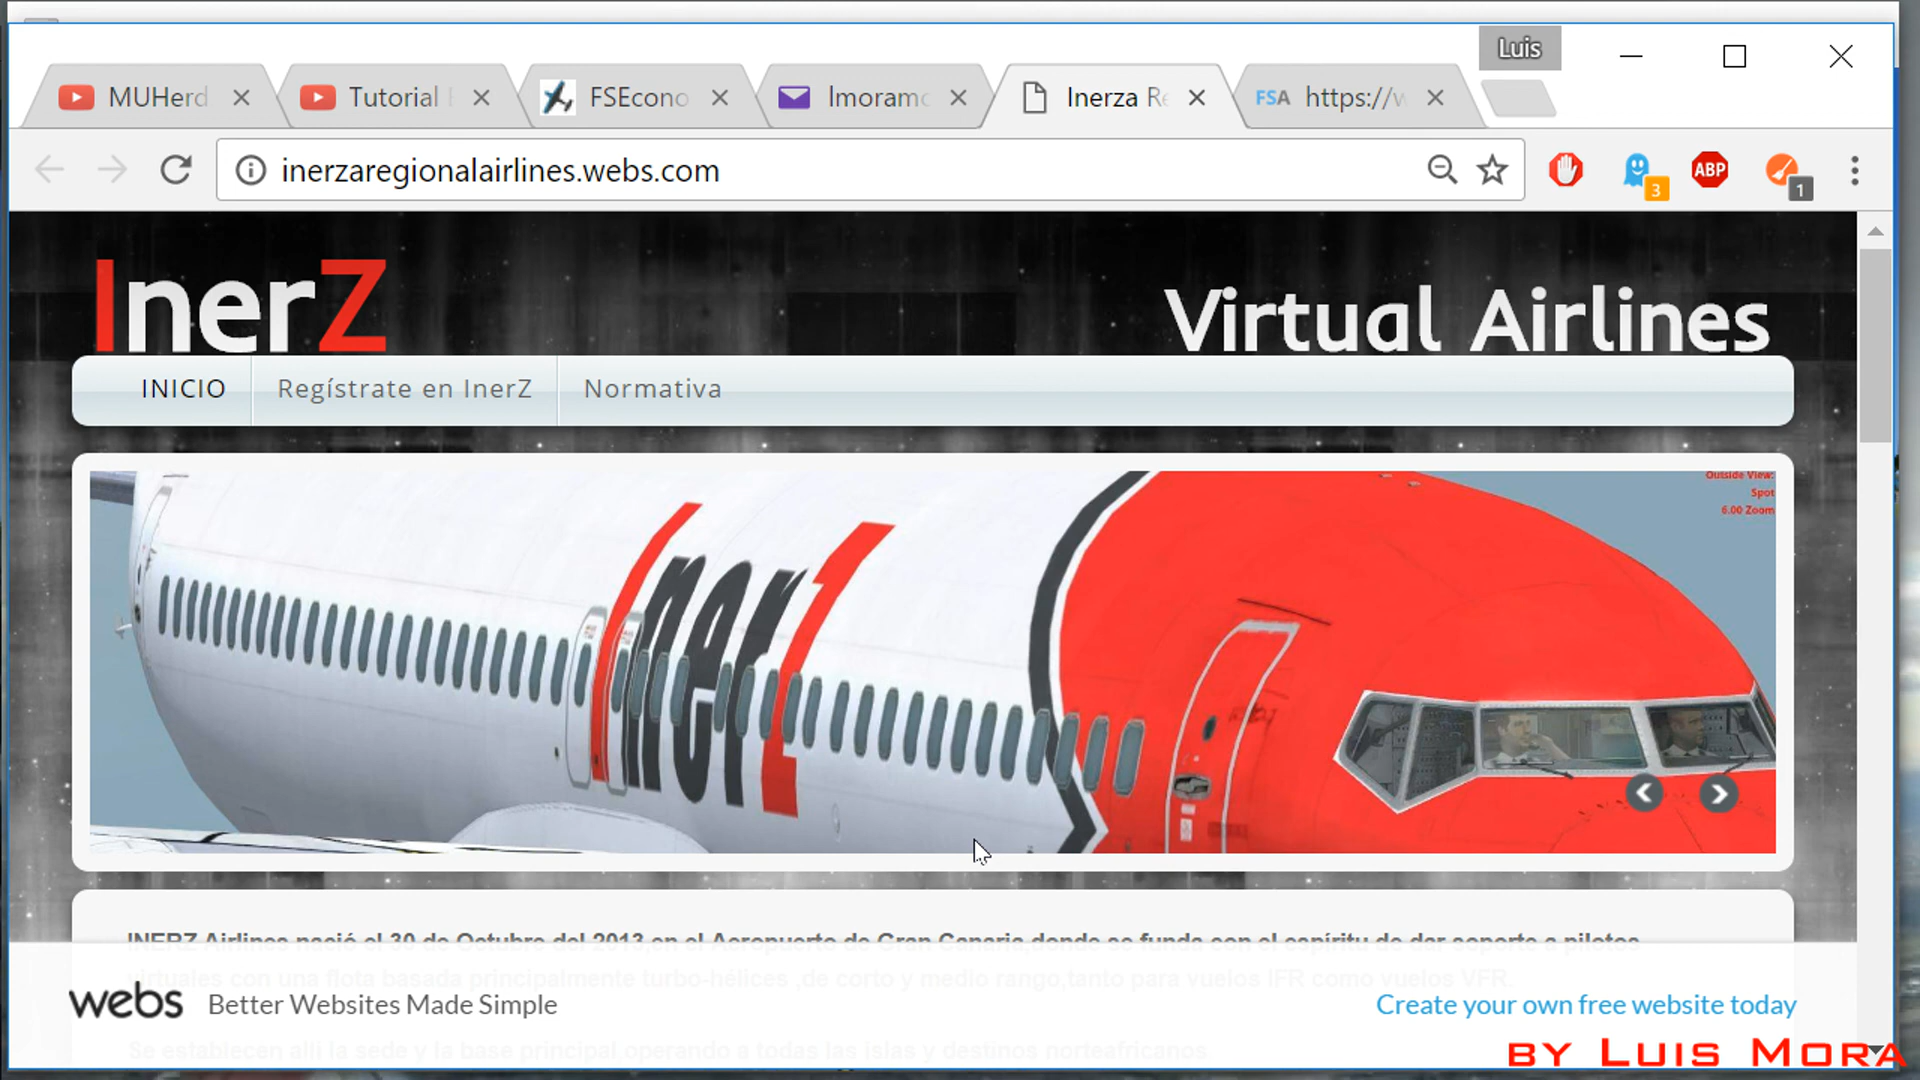 Luis
MUHerd
Tutorial
FSEcono
lmoramo
Inerza Re
FSA https://w
inerzaregionalairlines.webs.com
3
ABP
1
InerZ
Virtual Airlines
INICIO
Regístrate en InerZ
Normativa
Outside View:
Spot
6.00 Zoom
InerZ
INERZ Airlines nació el 30 de Octubre del 2013,en el Aeropuerto de Gran Canaria,donde se funda con el espíritu de dar soporte a pilotos
virtuales con una flota basada principalmente turbo-hélices ,de corto y medio rango,tanto para vuelos IFR como vuelos VFR.
webs Better Websites Made Simple
Create your own free website today
Se establecen alli la sede y la base principal,operando a todas las islas y destinos norteafricanos.
BY LUIS MORA